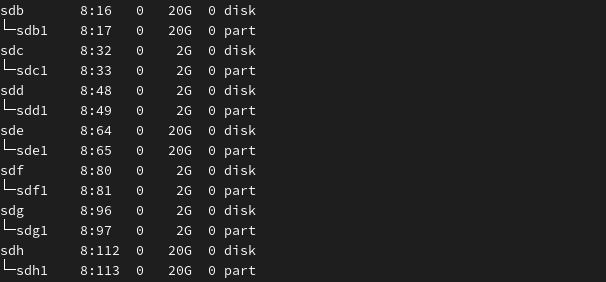 sdb       8:16   0   20G  0 disk
└─sdb1    8:17   0   20G  0 part
sdc       8:32   0    2G  0 disk
└─sdc1    8:33   0    2G  0 part
sdd       8:48   0    2G  0 disk
└─sdd1    8:49   0    2G  0 part
sde       8:64   0   20G  0 disk
└─sde1    8:65   0   20G  0 part
sdf       8:80   0    2G  0 disk
└─sdf1    8:81   0    2G  0 part
sdg       8:96   0    2G  0 disk
└─sdg1    8:97   0    2G  0 part
sdh       8:112  0   20G  0 disk
└─sdh1    8:113  0   20G  0 part